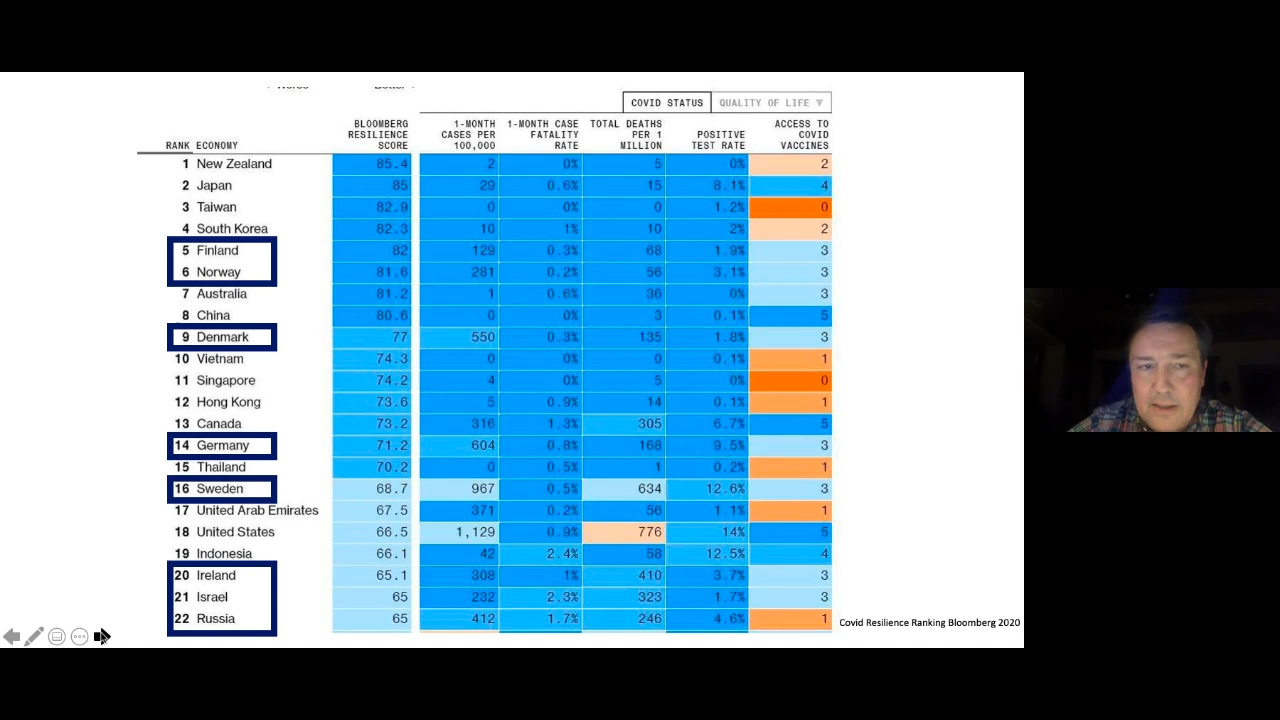 COVID STATUS QUALITY OF LIFE ▼
BLOOMBERG RESILIENCE SCORE 1-MONTH CASES PER 100,000 1-MONTH CASE FATALITY RATE TOTAL DEATHS PER 1 MILLION POSITIVE TEST RATE ACCESS TO COVID VACCINES
RANK ECONOMY
1 New Zealand 85.4 2 0% 5 0% 2
2 Japan 85 29 0.6% 15 8.1% 4
3 Taiwan 82.9 0 0% 0 1.2% 0
4 South Korea 82.3 10 1% 10 2% 2
5 Finland 82 129 0.3% 68 1.9% 3
6 Norway 81.6 281 0.2% 56 3.1% 3
7 Australia 81.2 1 0.6% 36 0% 3
8 China 80.6 0 0% 3 0.1% 5
9 Denmark 77 550 0.3% 135 1.8% 3
10 Vietnam 74.3 0 0% 0 0.1% 1
11 Singapore 74.2 4 0% 5 0% 0
12 Hong Kong 73.6 5 0.9% 14 0.1% 1
13 Canada 73.2 316 1.3% 305 6.7% 5
14 Germany 71.2 604 0.8% 168 9.5% 3
15 Thailand 70.2 0 0.5% 1 0.2% 1
16 Sweden 68.7 967 0.5% 634 12.6% 3
17 United Arab Emirates 67.5 371 0.2% 56 1.1% 1
18 United States 66.5 1,129 0.9% 776 14% 5
19 Indonesia 66.1 42 2.4% 58 12.5% 4
20 Ireland 65.1 308 1% 410 3.7% 3
21 Israel 65 232 2.3% 323 1.7% 3
22 Russia 65 412 1.7% 246 4.6% 1
Covid Resilience Ranking Bloomberg 2020